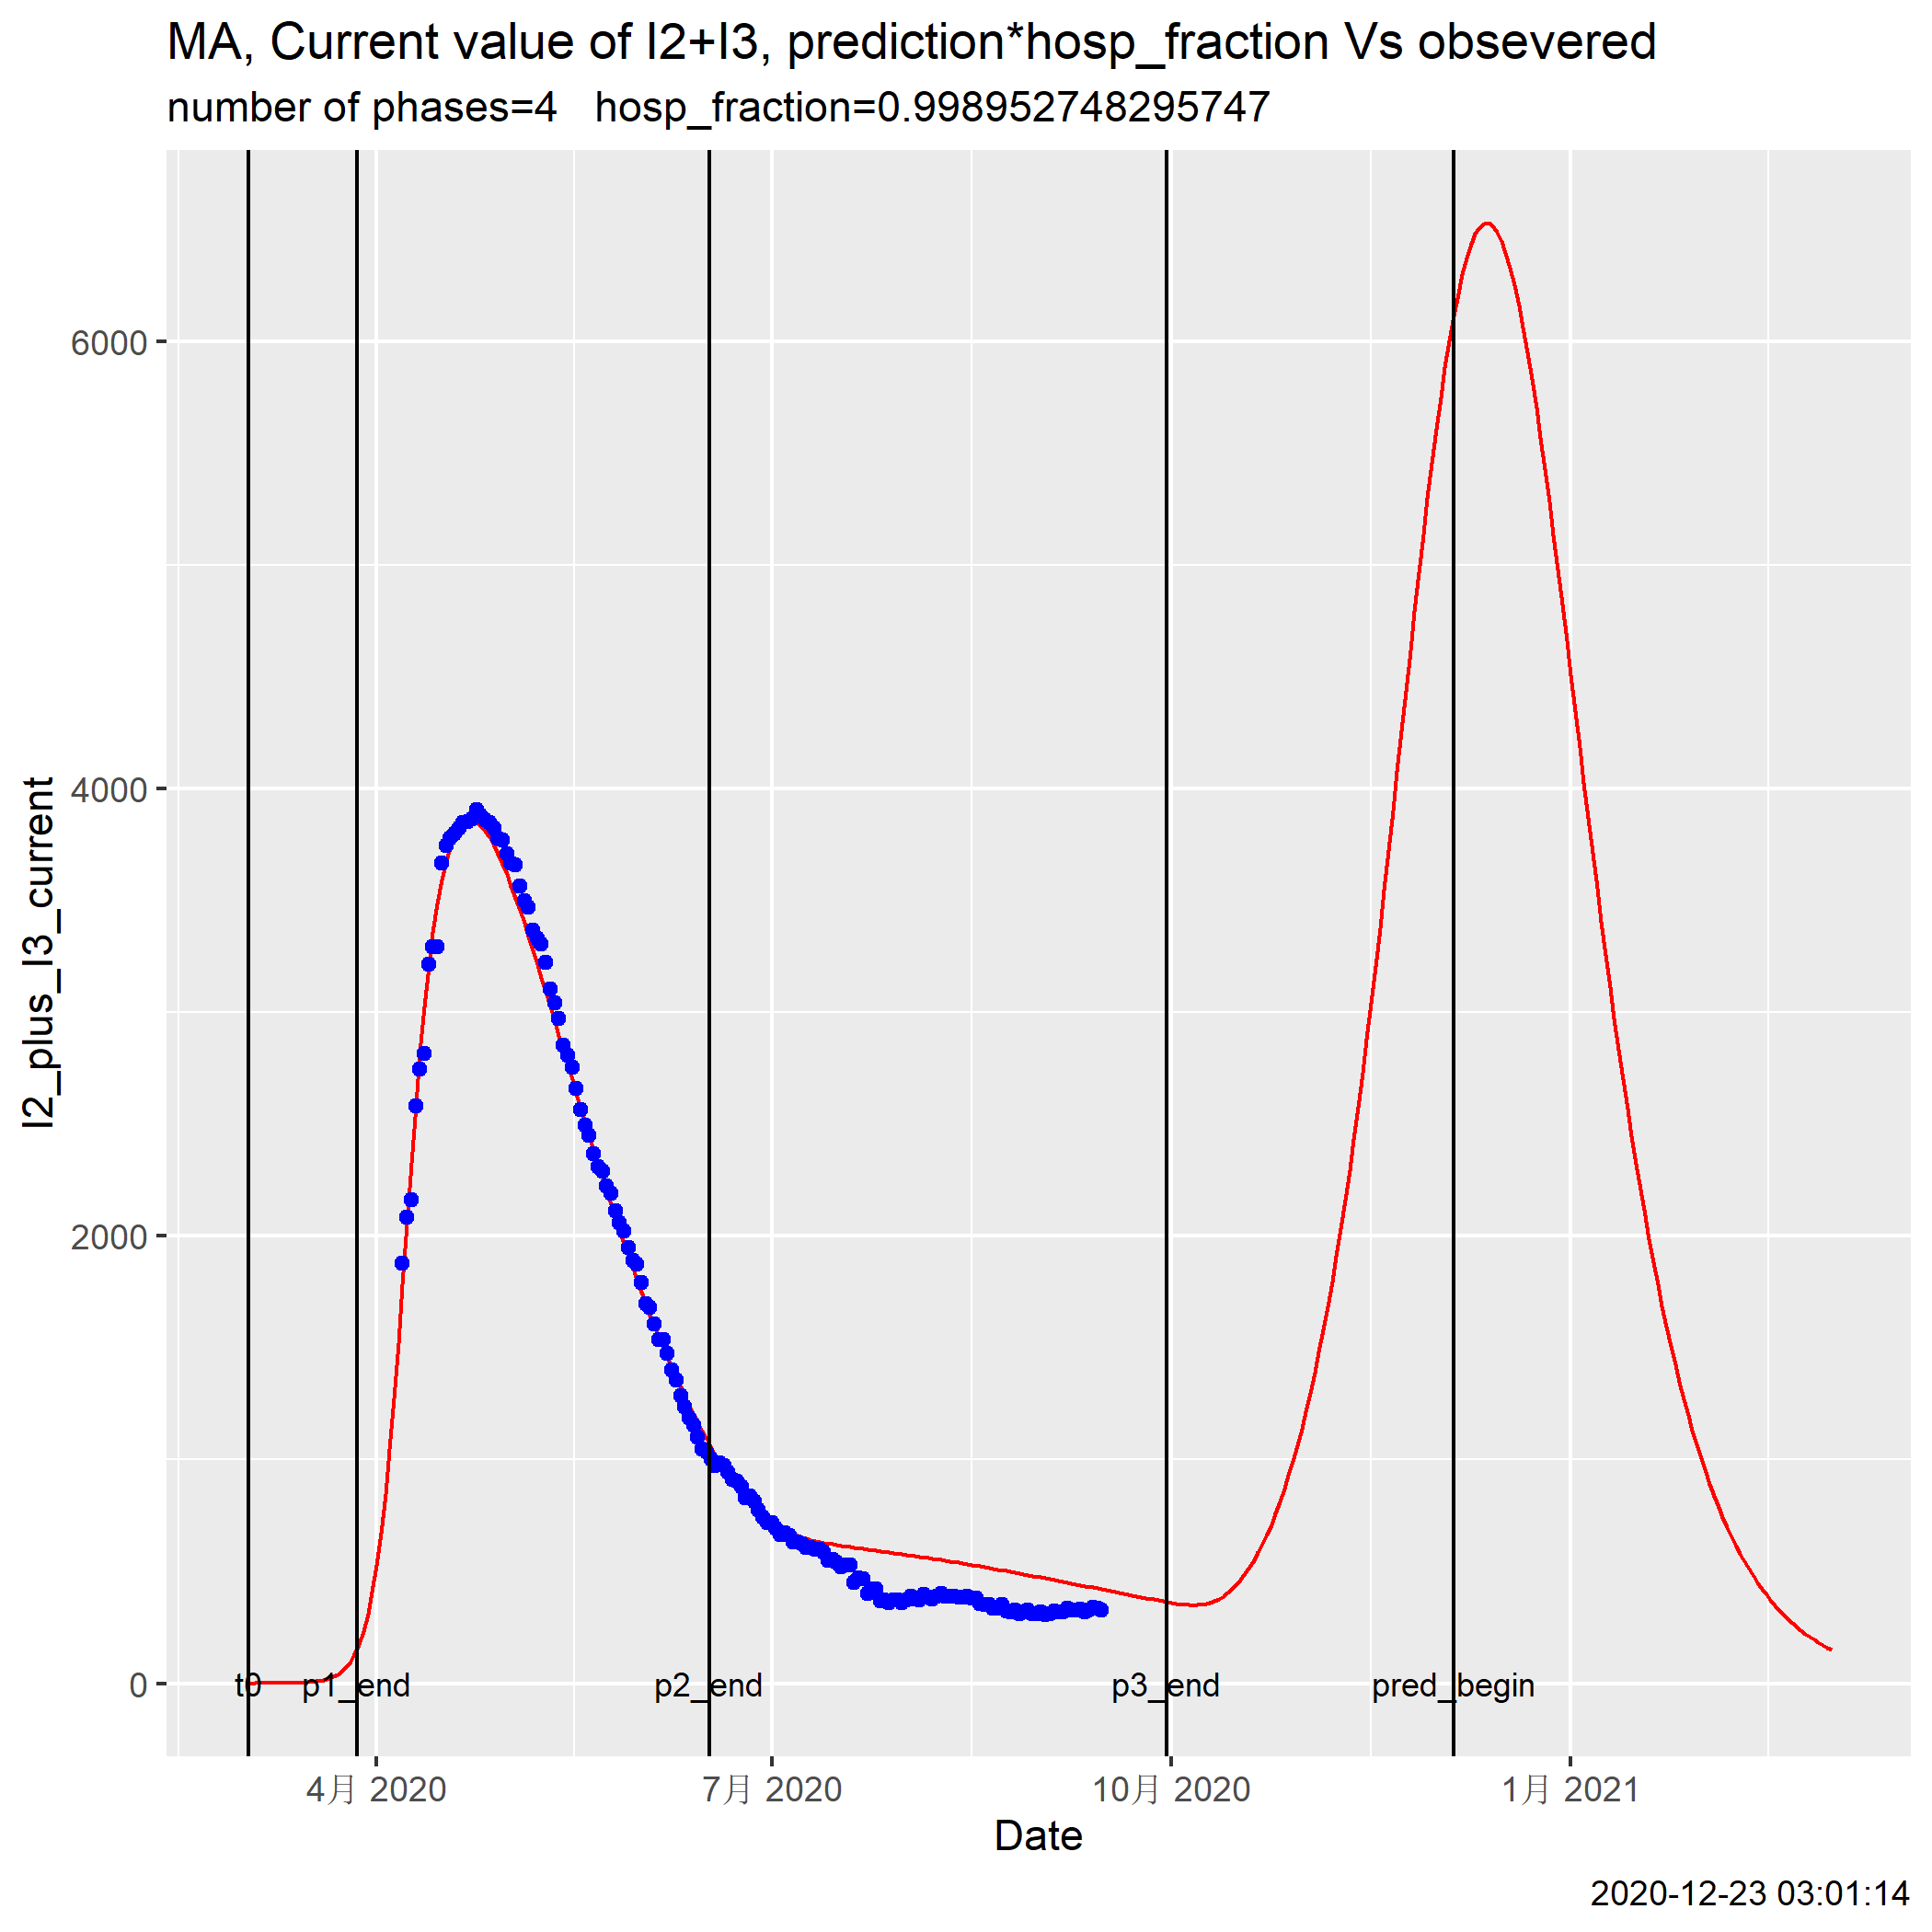 MA, Current value of I2+I3, prediction*hosp_fraction Vs obsevered
number of phases=4   hosp_fraction=0.998952748295747
I2_plus_I3_current
6000
4000
2000
0
t0
p1_end
p2_end
p3_end
pred_begin
4月 2020
7月 2020
10月 2020
1月 2021
Date
2020-12-23 03:01:14